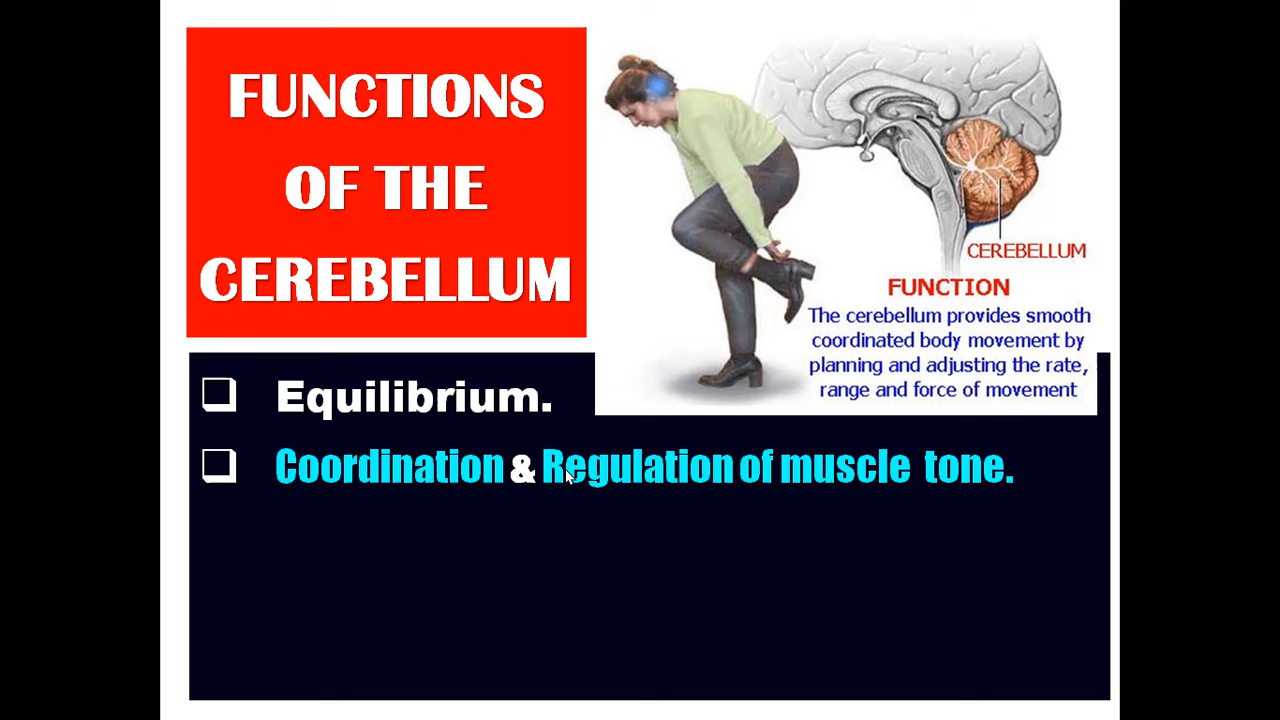 FUNCTIONS
OF THE
CEREBELLUM
CEREBELLUM
FUNCTION
The cerebellum provides smooth
coordinated body movement by
planning and adjusting the rate,
range and force of movement
Equilibrium.
Coordination & Regulation of muscle tone.